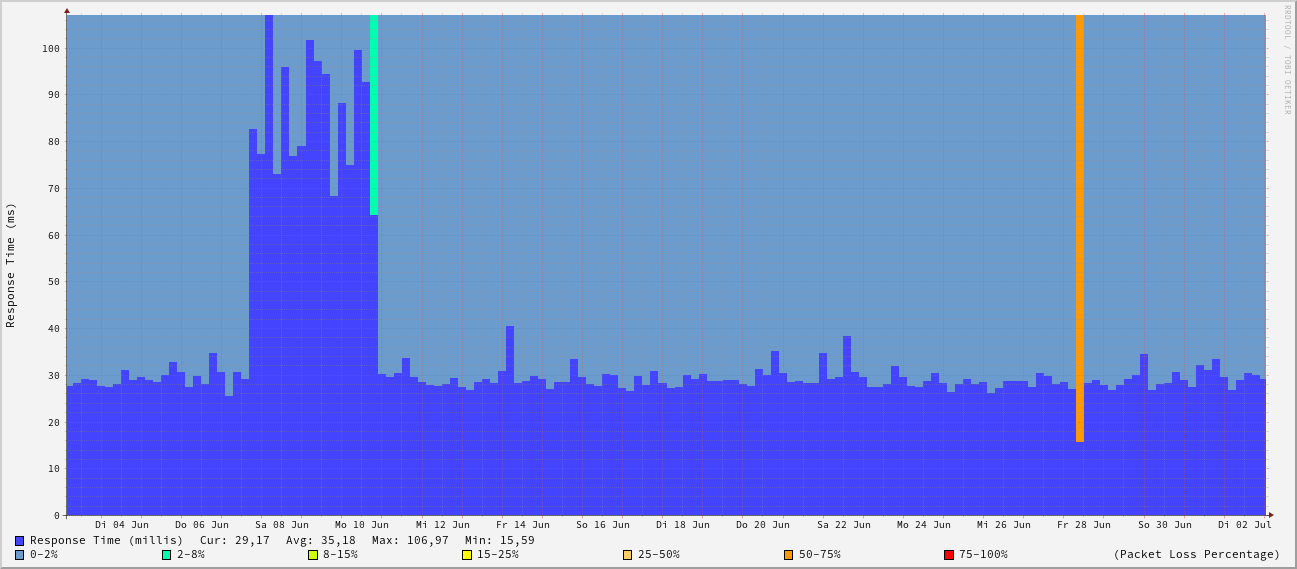 RRDTOOL / TOBI OETIKER
Response Time (ms)
100
90
80
70
60
50
40
30
20
10
0
Di 04 Jun Do 06 Jun Sa 08 Jun Mo 10 Jun Mi 12 Jun Fr 14 Jun So 16 Jun Di 18 Jun Do 20 Jun Sa 22 Jun Mo 24 Jun Mi 26 Jun Fr 28 Jun So 30 Jun Di 02 Jul
Response Time (millis) Cur: 29,17 Avg: 35,18 Max: 106,97 Min: 15,59
0-2% 2-8% 8-15% 15-25% 25-50% 50-75% 75-100% (Packet Loss Percentage)